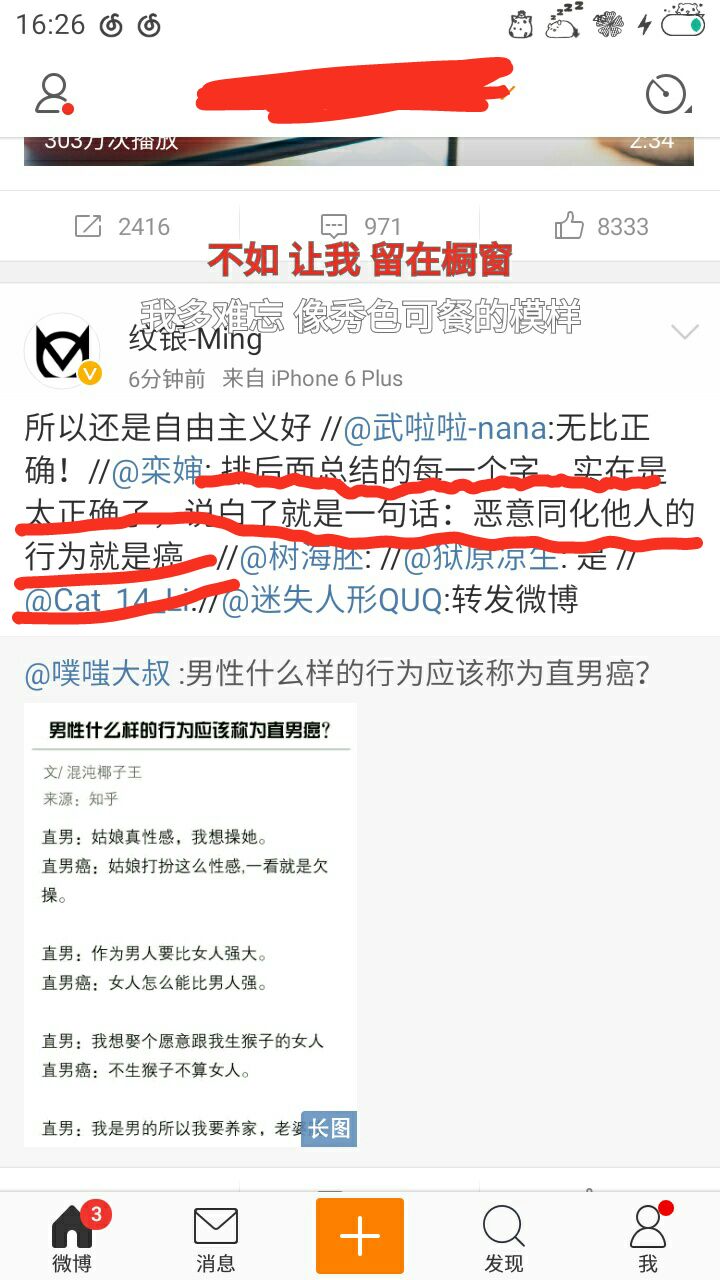 16:26
303万次播放
2:34
2416
971
8333
不如 让我 留在橱窗
我多难忘 像秀色可餐的模样
纹银-Ming
6分钟前 来自 iPhone 6 Plus
所以还是自由主义好 //@武啦啦-nana:无比正
确！//@栾婶: 排后面总结的每一个字，实在是
太正确了，说白了就是一句话：恶意同化他人的
行为就是癌。//@树海胚: //@狱原凉生: 是 //
@Cat_14_Li://@迷失人形QUQ:转发微博
@噗嗤大叔 :男性什么样的行为应该称为直男癌？
男性什么样的行为应该称为直男癌？
文/ 混沌椰子王
来源：知乎
直男：姑娘真性感，我想操她。
直男癌：姑娘打扮这么性感,一看就是欠
操。
直男：作为男人要比女人强大。
直男癌：女人怎么能比男人强。
直男：我想娶个愿意跟我生猴子的女人
直男癌：不生猴子不算女人。
直男：我是男的所以我要养家，老婆
长图
3
微博
消息
发现
我